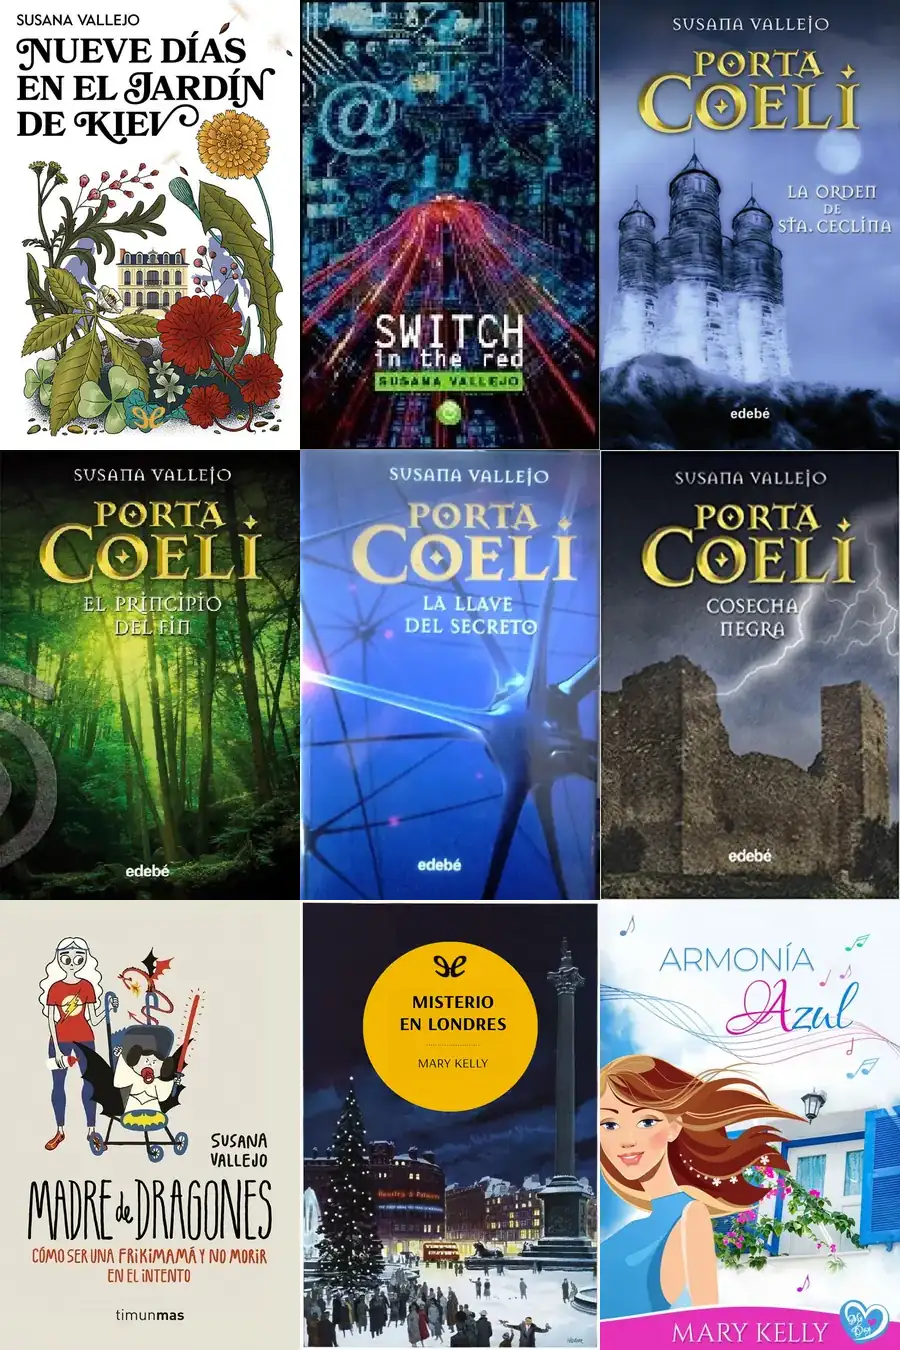 SUSANA VALLEJO
NUEVE DÍAS
EN EL JARDÍN
DE KIEV
@
SWITCH
in the red
SUSANA VALLEJO
SUSANA VALLEJO
PORTA
COELI
LA ORDEN
DE
STA. CECLINA
edebé
SUSANA VALLEJO
PORTA
COELI
EL PRINCIPIO
DEL FIN
edebé
SUSANA VALLEJO
PORTA
COELI
LA LLAVE
DEL SECRETO
edebé
SUSANA VALLEJO
PORTA
COELI
COSECHA
NEGRA
edebé
SUSANA
VALLEJO
MADRE de DRAGONES
CÓMO SER UNA FRIKIMAMÁ Y NO MORIR
EN EL INTENTO
timunmas
MISTERIO
EN LONDRES
MARY KELLY
ARMONÍA
Azul
MARY KELLY